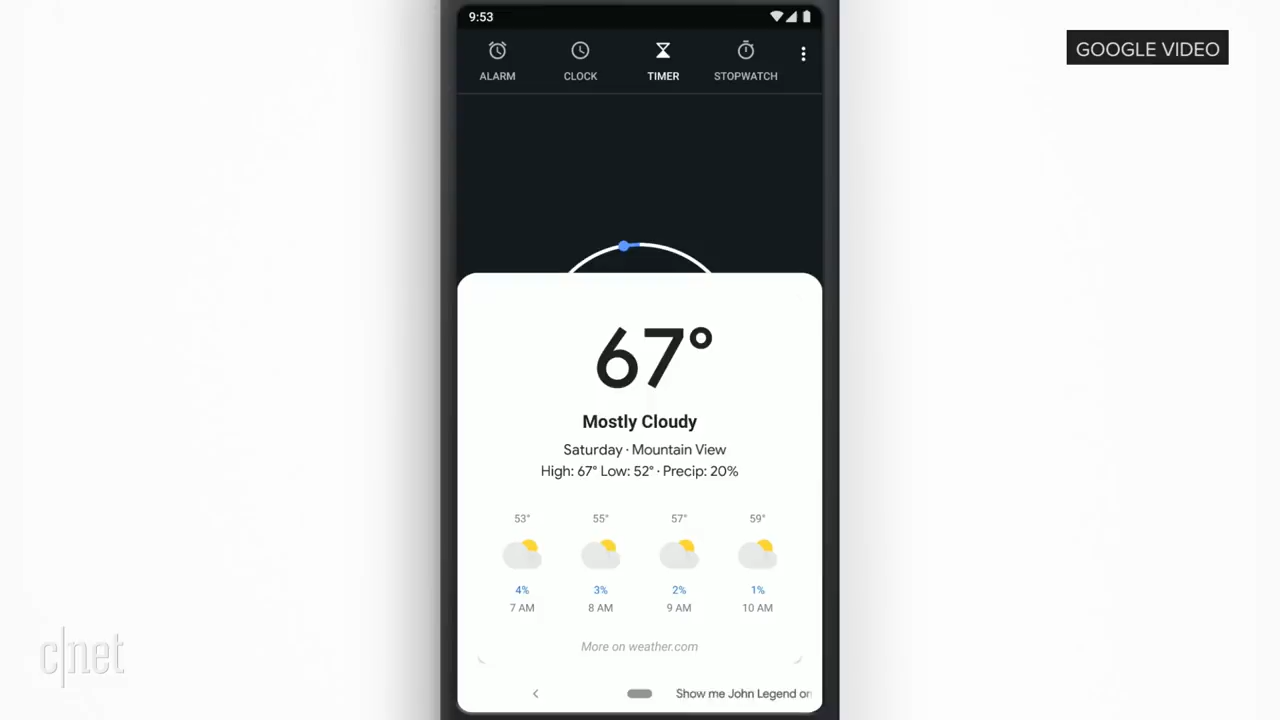 9:53
GOOGLE VIDEO
ALARM CLOCK TIMER STOPWATCH
67°
Mostly Cloudy
Saturday · Mountain View
High: 67° Low: 52° · Precip: 20%
53° 55° 57° 59°
4% 3% 2% 1%
7 AM 8 AM 9 AM 10 AM
More on weather.com
c|net
Show me John Legend on